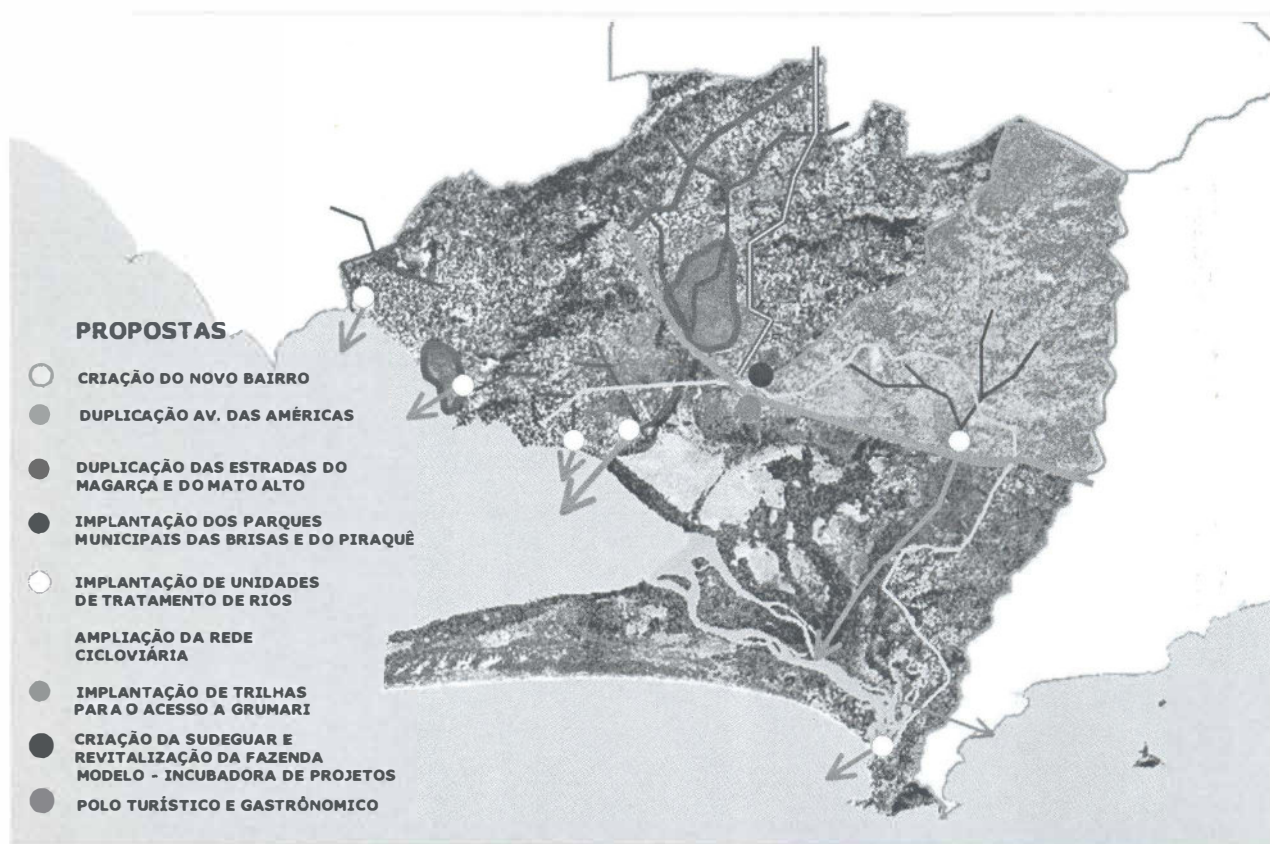 PROPOSTAS
CRIAÇÃO DO NOVO BAIRRO
DUPLICAÇÃO AV. DAS AMÉRICAS
DUPLICAÇÃO DAS ESTRADAS DO
MAGARÇA E DO MATO ALTO
IMPLANTAÇÃO DOS PARQUES
MUNICIPAIS DAS BRISAS E DO PIRAQUÊ
IMPLANTAÇÃO DE UNIDADES
DE TRATAMENTO DE RIOS
AMPLIAÇÃO DA REDE
CICLOVIÁRIA
IMPLANTAÇÃO DE TRILHAS
PARA O ACESSO A GRUMARI
CRIAÇÃO DA SUDEGUAR E
REVITALIZAÇÃO DA FAZENDA
MODELO - INCUBADORA DE PROJETOS
POLO TURÍSTICO E GASTRÔNOMICO